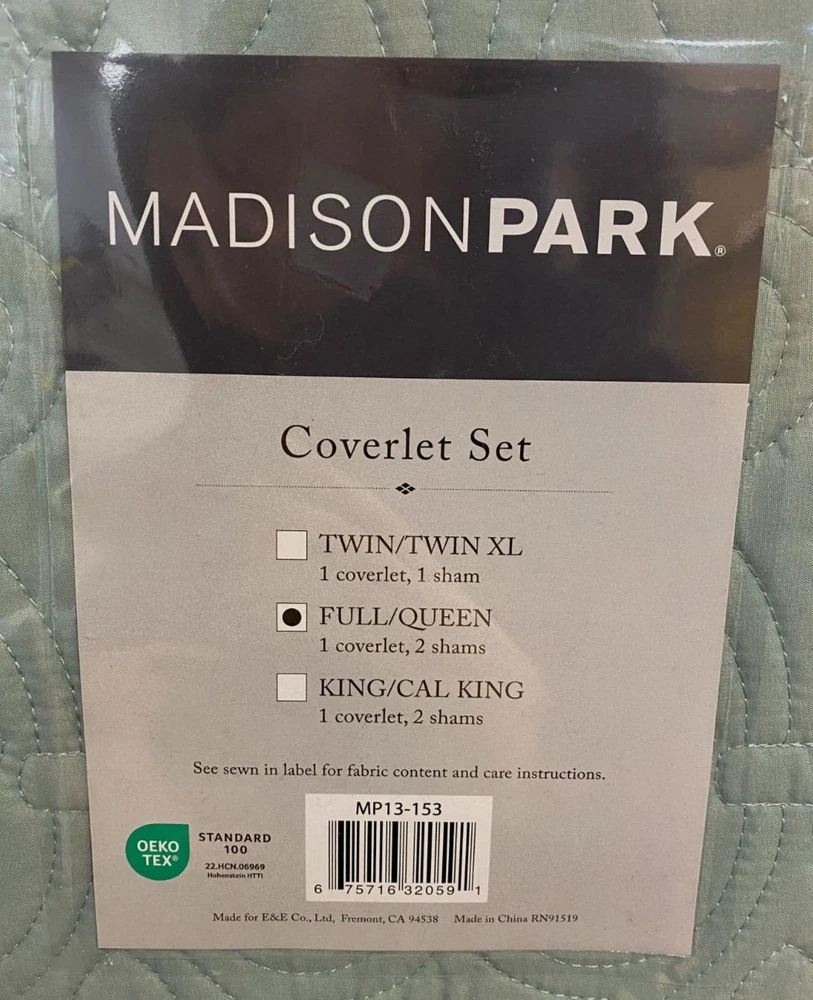 MADISONPARK®
Coverlet Set
TWIN/TWIN XL
1 coverlet, 1 sham
FULL/QUEEN
1 coverlet, 2 shams
KING/CAL KING
1 coverlet, 2 shams
See sewn in label for fabric content and care instructions.
OEKO
TEX®
STANDARD
100
22.HCN.06969
Hohenstein HTTI
MP13-153
6 75716 32059 1
Made for E&E Co., Ltd, Fremont, CA 94538 Made in China RN91519